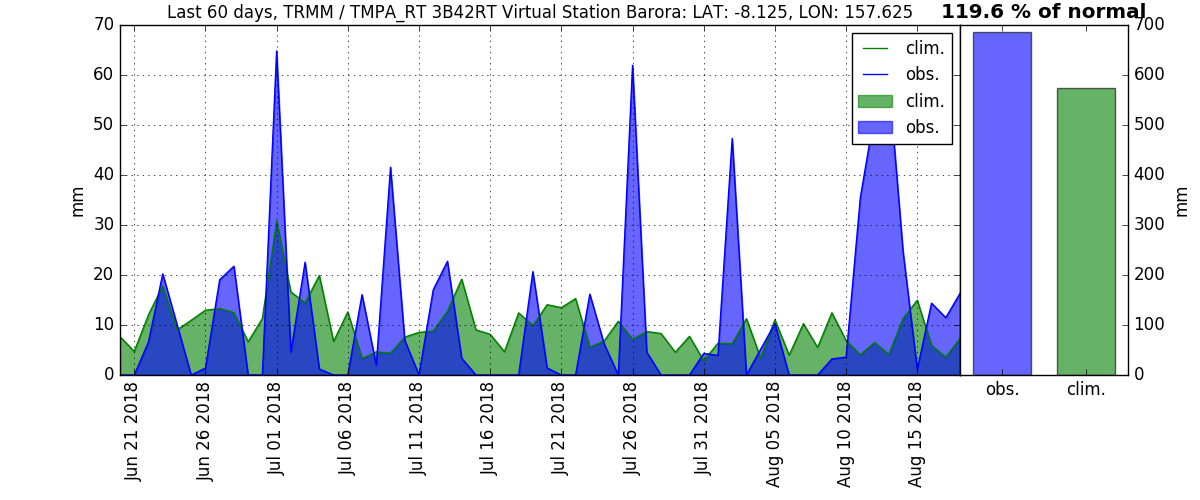 Last 60 days, TRMM / TMPA_RT 3B42RT Virtual Station Barora: LAT: -8.125, LON: 157.625
119.6 % of normal
70
60
50
40
30
20
10
0
mm
clim.
obs.
clim.
obs.
700
600
500
400
300
200
100
0
mm
obs.
clim.
Jun 21 2018
Jun 26 2018
Jul 01 2018
Jul 06 2018
Jul 11 2018
Jul 16 2018
Jul 21 2018
Jul 26 2018
Jul 31 2018
Aug 05 2018
Aug 10 2018
Aug 15 2018